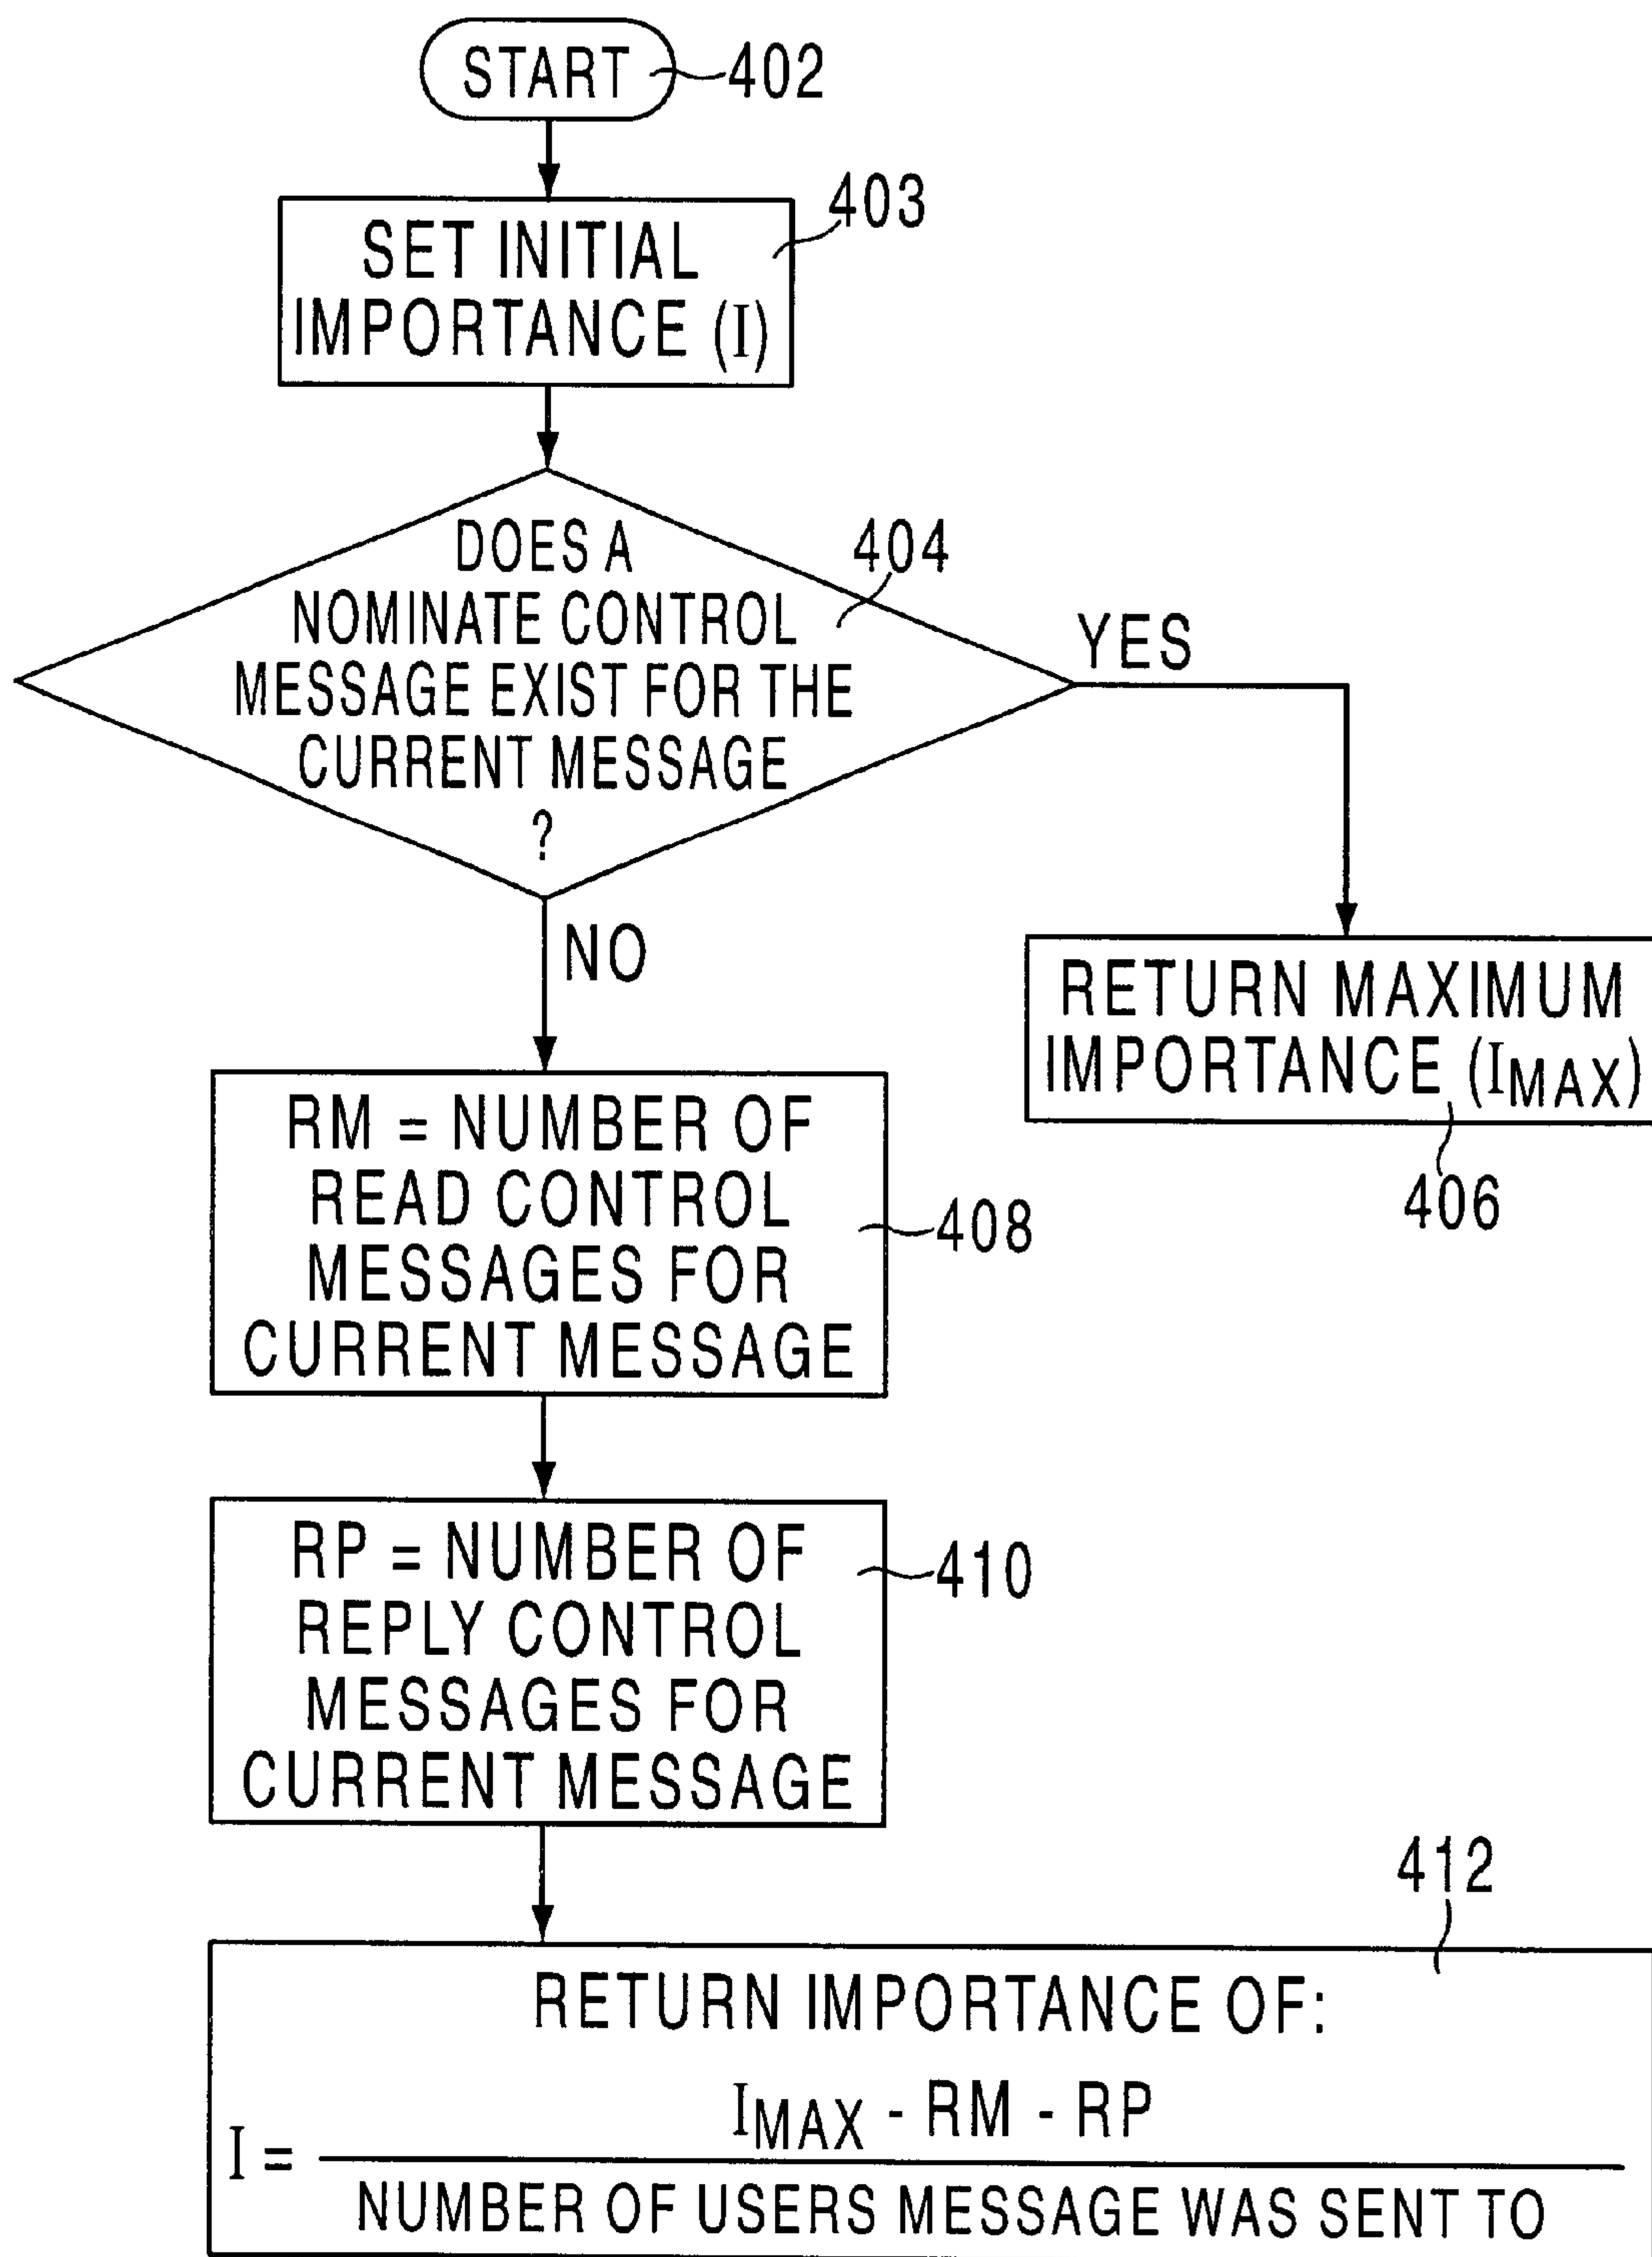 START
402
SET INITIAL
IMPORTANCE (I)
403
DOES A
NOMINATE CONTROL
MESSAGE EXIST FOR THE
CURRENT MESSAGE
?
404
YES
NO
RETURN MAXIMUM
IMPORTANCE (IMAX)
406
RM = NUMBER OF
READ CONTROL
MESSAGES FOR
CURRENT MESSAGE
408
RP = NUMBER OF
REPLY CONTROL
MESSAGES FOR
CURRENT MESSAGE
410
412
RETURN IMPORTANCE OF:
IMAX - RM - RP
I =
NUMBER OF USERS MESSAGE WAS SENT TO